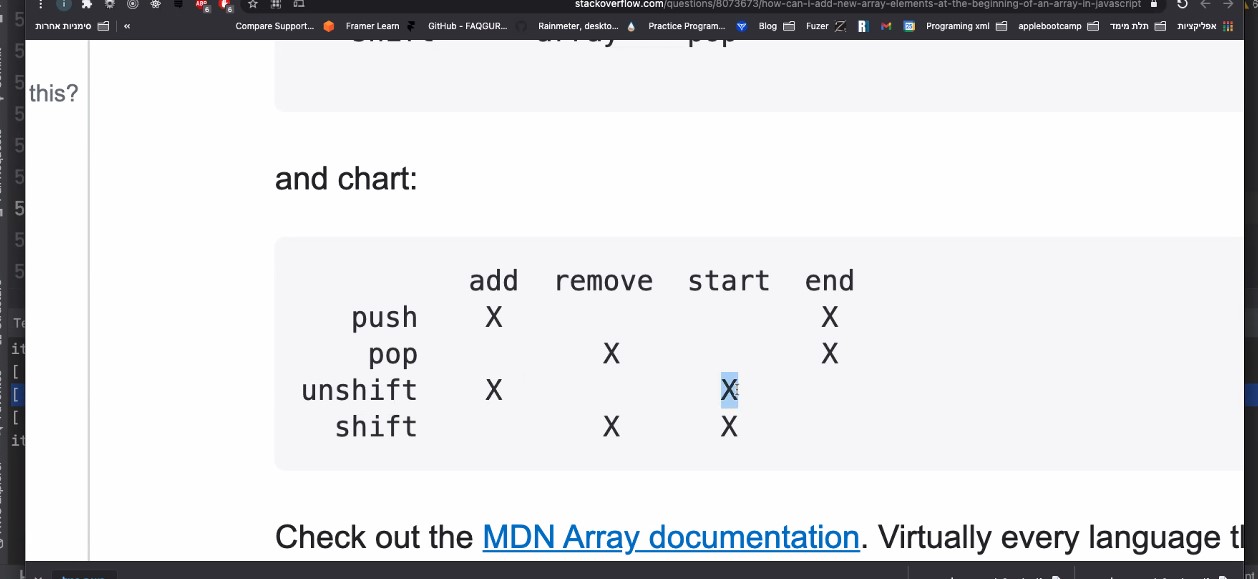 stackoverflow.com/questions/8073673/how-can-i-add-new-array-elements-at-the-beginning-of-an-array-in-javascript
סימניות אחרות « Compare Support... Framer Learn GitHub - FAQGUR... Rainmeter, deskto... Practice Program... Blog Fuzer Programing xml applebootcamp תלת מימד אפליקציות
shift array pop
this?
and chart:
add remove start end
push X X
pop X X
unshift X X
shift X X
Check out the MDN Array documentation. Virtually every language